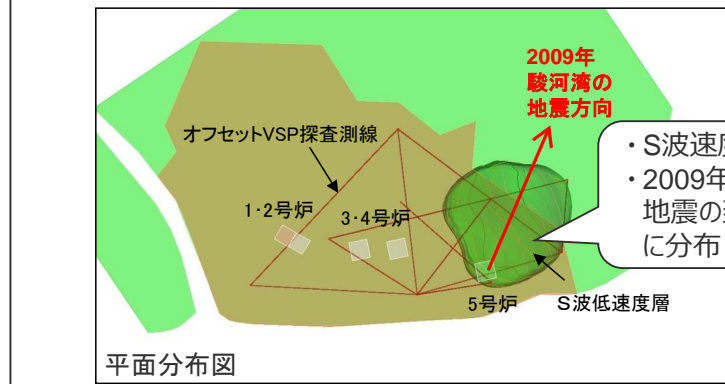 2009年
駿河湾の
地震方向
オフセットVSP探査測線
・S波速
・2009年
地震の
に分布
1・2号炉
3・4号炉
5号炉
S波低速度層
平面分布図